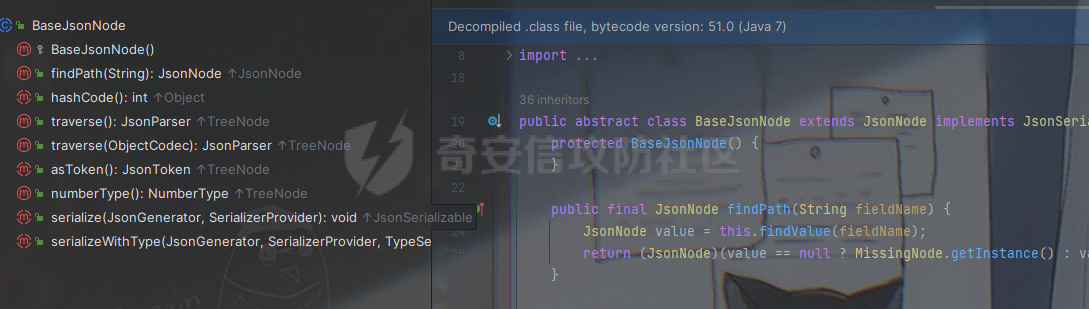 BaseJsonNode
BaseJsonNode()
findPath(String): JsonNode ↑JsonNode
hashCode(): int ↑Object
traverse(): JsonParser ↑TreeNode
traverse(ObjectCodec): JsonParser ↑TreeNode
asToken(): JsonToken ↑TreeNode
numberType(): NumberType ↑TreeNode
serialize(JsonGenerator, SerializerProvider): void ↑JsonSerializable
serializeWithType(JsonGenerator, SerializerProvider, TypeSe
Decompiled .class file, bytecode version: 51.0 (Java 7)
8 import ...
18
36 inheritors
19 public abstract class BaseJsonNode extends JsonNode implements JsonSeria
20 protected BaseJsonNode() {
21 }
22
public final JsonNode findPath(String fieldName) {
24 JsonNode value = this.findValue(fieldName);
25 return (JsonNode)(value == null ? MissingNode.getInstance() : va
}
奇安信攻防社区